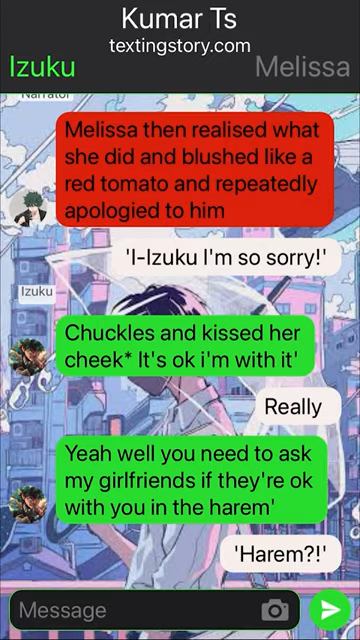 Kumar Ts
textingstory.com
Izuku
Melissa
Narrator
Melissa then realised what
she did and blushed like a
red tomato and repeatedly
apologied to him
'I-Izuku I'm so sorry!'
Izuku
Chuckles and kissed her
cheek* It's ok i'm with it'
Really
Yeah well you need to ask
my girlfriends if they're ok
with you in the harem'
'Harem?!'
Message